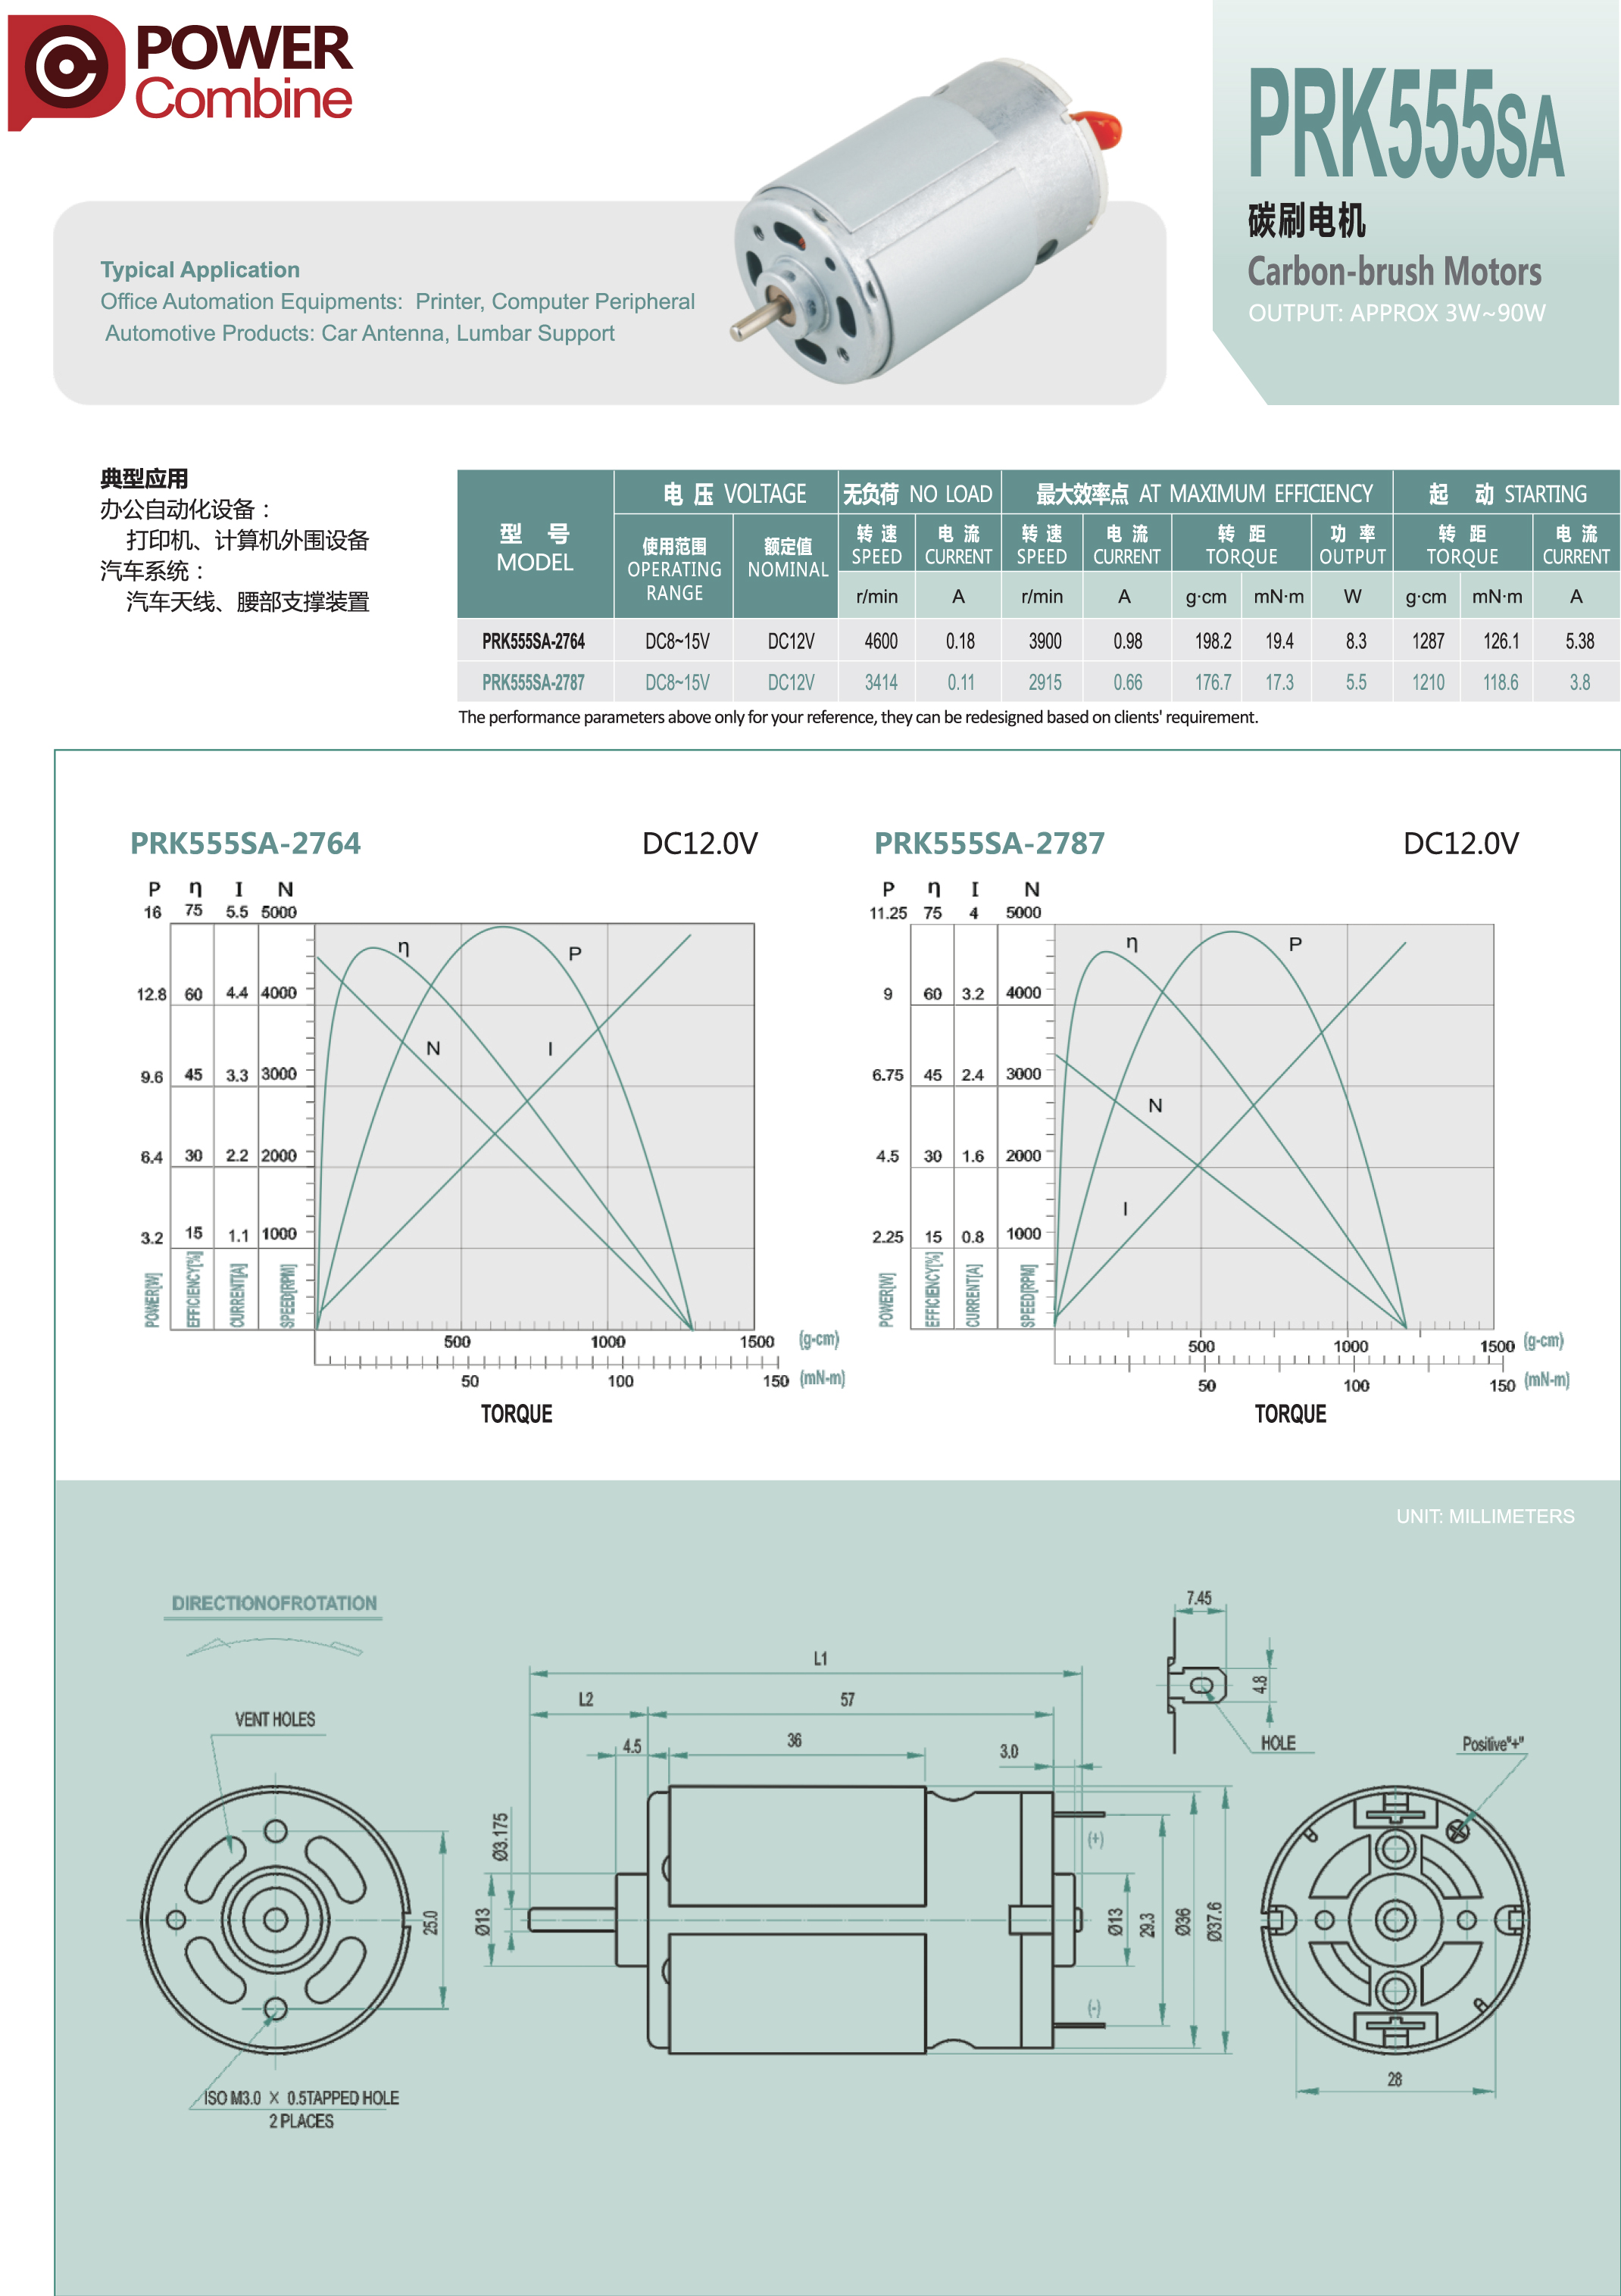 POWER
Combine
PRK555SA
碳刷电机
Carbon-brush Motors
OUTPUT: APPROX 3W~90W
Typical Application
Office Automation Equipments: Printer, Computer Peripheral
Automotive Products: Car Antenna, Lumbar Support
典型应用
办公自动化设备：
打印机、计算机外围设备
汽车系统：
汽车天线、腰部支撑装置
型 号 MODEL 电 压 VOLTAGE 无负荷 NO LOAD 最大效率点 AT MAXIMUM EFFICIENCY 起 动 STARTING
使用范围 OPERATING RANGE 额定值 NOMINAL 转 速 SPEED 电 流 CURRENT 转 速 SPEED 电 流 CURRENT 转 距 TORQUE 功 率 OUTPUT 转 距 TORQUE 电 流 CURRENT
r/min A r/min A g·cm mN·m W g·cm mN·m A
PRK555SA-2764 DC8~15V DC12V 4600 0.18 3900 0.98 198.2 19.4 8.3 1287 126.1 5.38
PRK555SA-2787 DC8~15V DC12V 3414 0.11 2915 0.66 176.7 17.3 5.5 1210 118.6 3.8
The performance parameters above only for your reference, they can be redesigned based on clients' requirement.
PRK555SA-2764 DC12.0V
P η I N
16 75 5.5 5000
12.8 60 4.4 4000
9.6 45 3.3 3000
6.4 30 2.2 2000
3.2 15 1.1 1000
POWER[W] EFFICIENCY[%] CURRENT[A] SPEED[RPM]
η P N I
500 1000 1500 (g-cm)
50 100 150 (mN-m)
TORQUE
PRK555SA-2787 DC12.0V
P η I N
11.25 75 4 5000
9 60 3.2 4000
6.75 45 2.4 3000
4.5 30 1.6 2000
2.25 15 0.8 1000
POWER[W] EFFICIENCY[%] CURRENT[A] SPEED[RPM]
η P N I
500 1000 1500 (g-cm)
50 100 150 (mN-m)
TORQUE
UNIT: MILLIMETERS
DIRECTIONOFROTATION
VENT HOLES
25.0
ISO M3.0 × 0.5TAPPED HOLE
2 PLACES
L1
L2 57
4.5 36 3.0
Ø3.175
Ø13
(+)
(-)
Ø13 29.3 Ø36 Ø37.6
7.45
4.8
HOLE
Positive"+"
28